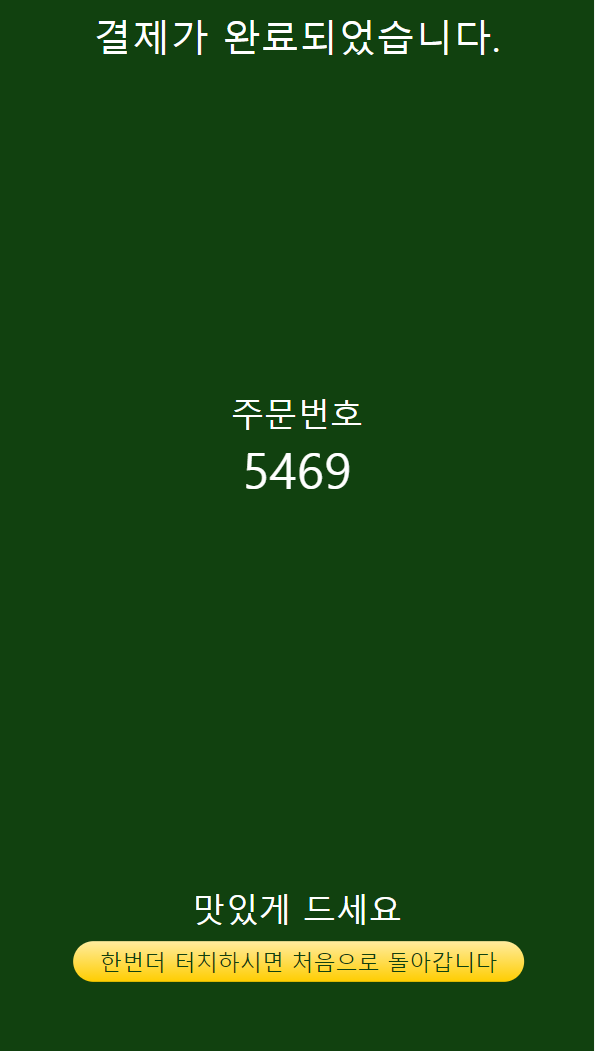 결제가 완료되었습니다.
주문번호
5469
맛있게 드세요
한번더 터치하시면 처음으로 돌아갑니다